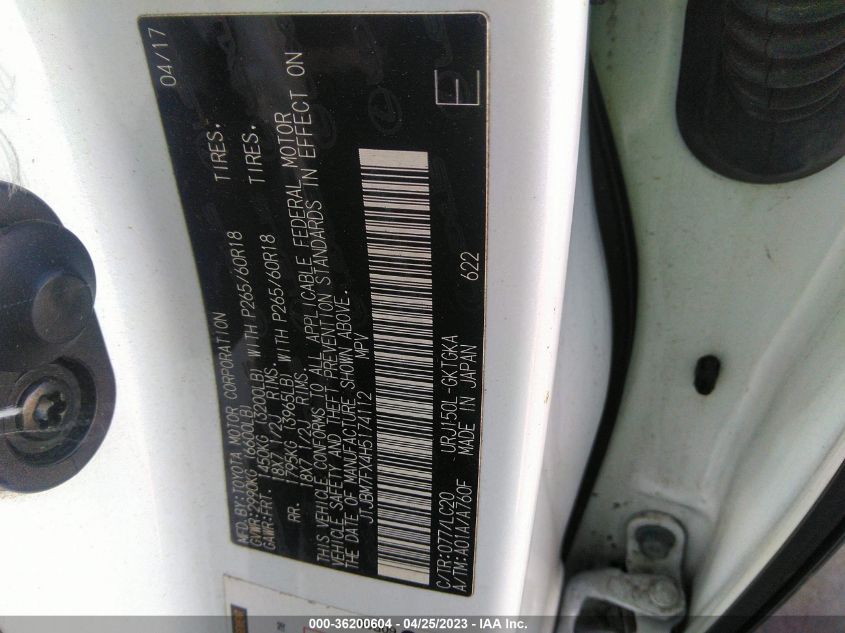 MFD.BY:TOYOTA MOTOR CORPORATION 04/17
GVWR:2990KG (6600LB)
GAWR:FRT. 1450KG (3200LB) WITH P265/60R18 TIRES.
18X7 1/2J RIMS.
RR. 1795KG (3965LB) WITH P265/60R18 TIRES.
18X7 1/2J RIMS.
THIS VEHICLE CONFORMS TO ALL APPLICABLE FEDERAL MOTOR
VEHICLE SAFETY AND THEFT PREVENTION STANDARDS IN EFFECT ON
THE DATE OF MANUFACTURE SHOWN ABOVE.
JTJBM7FX4H5174112 MPV
C/TR:077/LC20 URJ150L-GKTGKA
A/TM:A01A/A760F MADE IN JAPAN 622
E
000-36200604 - 04/25/2023 - IAA Inc.